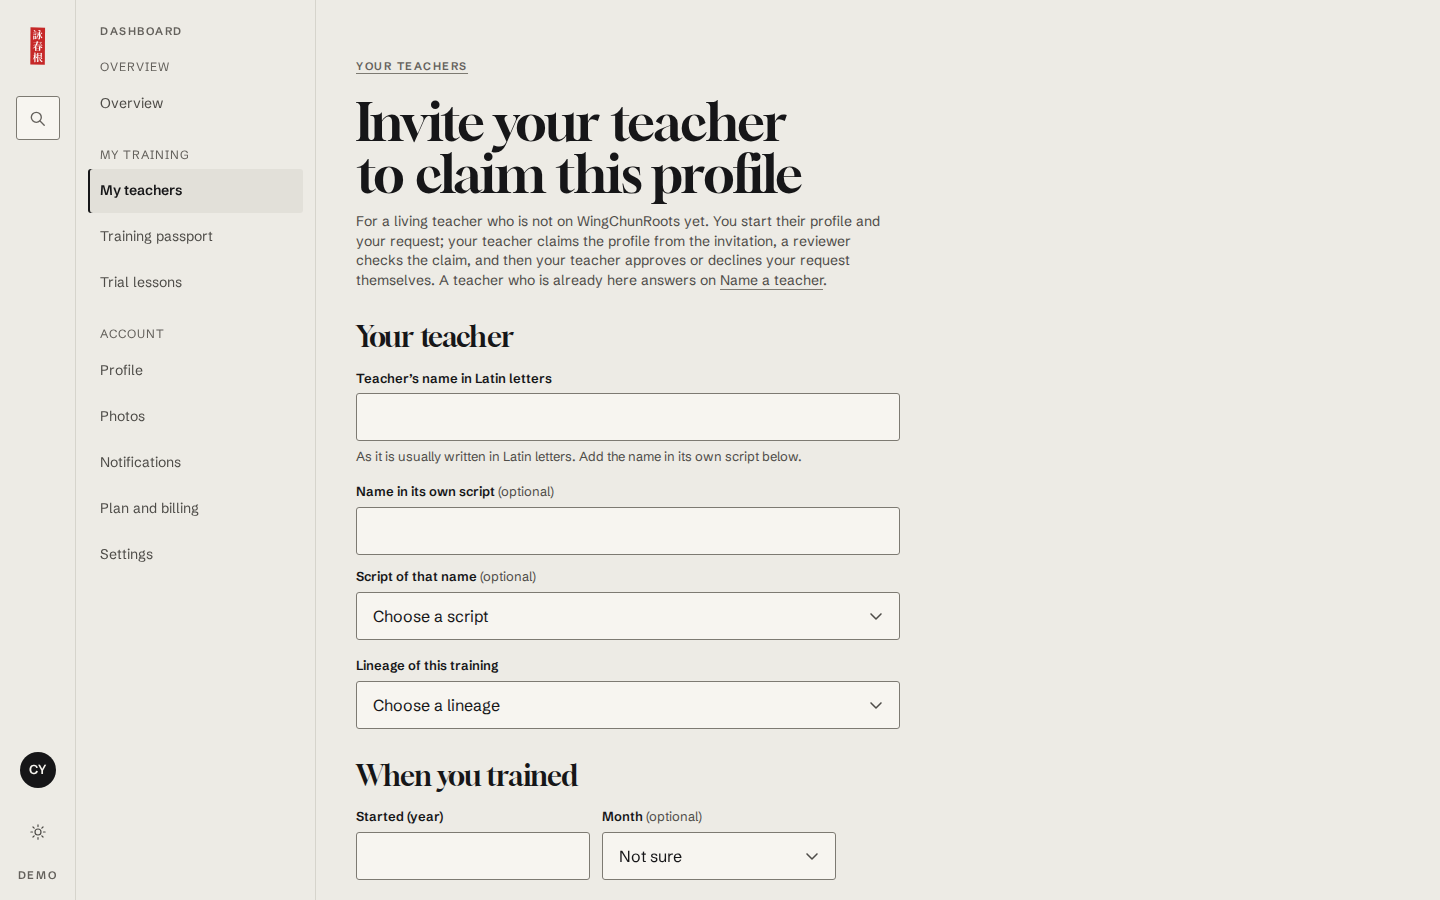 詠春根
DASHBOARD
OVERVIEW
Overview
MY TRAINING
My teachers
Training passport
Trial lessons
ACCOUNT
Profile
Photos
Notifications
Plan and billing
Settings
CY
DEMO
YOUR TEACHERS
Invite your teacher
to claim this profile
For a living teacher who is not on WingChunRoots yet. You start their profile and
your request; your teacher claims the profile from the invitation, a reviewer
checks the claim, and then your teacher approves or declines your request
themselves. A teacher who is already here answers on Name a teacher.
Your teacher
Teacher’s name in Latin letters
As it is usually written in Latin letters. Add the name in its own script below.
Name in its own script (optional)
Script of that name (optional)
Choose a script
Lineage of this training
Choose a lineage
When you trained
Started (year)
Month (optional)
Not sure